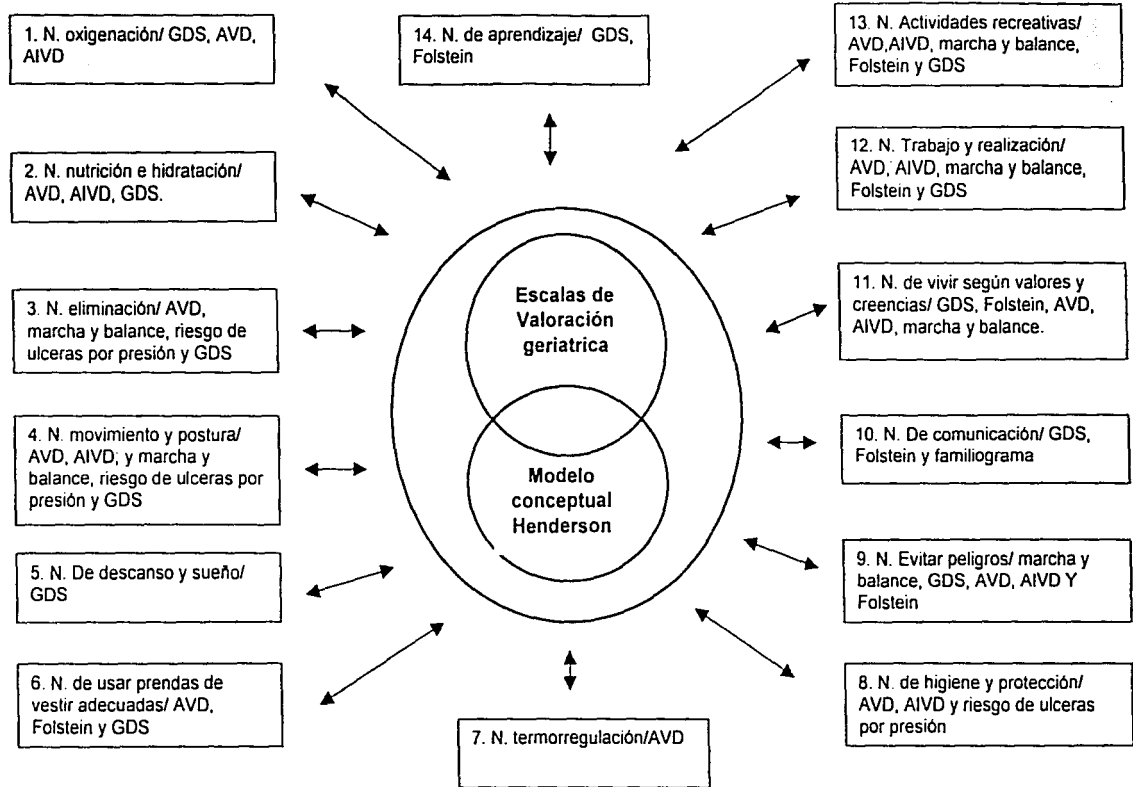 1. N. oxigenación/ GDS, AVD,
AIVD
2. N. nutrición e hidratación/
AVD, AIVD, GDS.
3. N. eliminación/ AVD,
marcha y balance, riesgo de
ulceras por presión y GDS
4. N. movimiento y postura/
AVD, AIVD; y marcha y
balance, riesgo de ulceras por
presión y GDS
5. N. De descanso y sueño/
GDS
6. N. de usar prendas de
vestir adecuadas/ AVD,
Folstein y GDS
7. N. termorregulación/AVD
8. N. de higiene y protección/
AVD, AIVD y riesgo de ulceras
por presión
9. N. Evitar peligros/ marcha y
balance, GDS, AVD, AIVD Y
Folstein
10. N. De comunicación/ GDS,
Folstein y familiograma
11. N. de vivir según valores y
creencias/ GDS, Folstein, AVD,
AIVD, marcha y balance.
12. N. Trabajo y realización/
AVD, AIVD, marcha y balance,
Folstein y GDS
13. N. Actividades recreativas/
AVD,AIVD, marcha y balance,
Folstein y GDS
14. N. de aprendizaje/ GDS,
Folstein
Escalas de
Valoración
geriatrica
Modelo
conceptual
Henderson